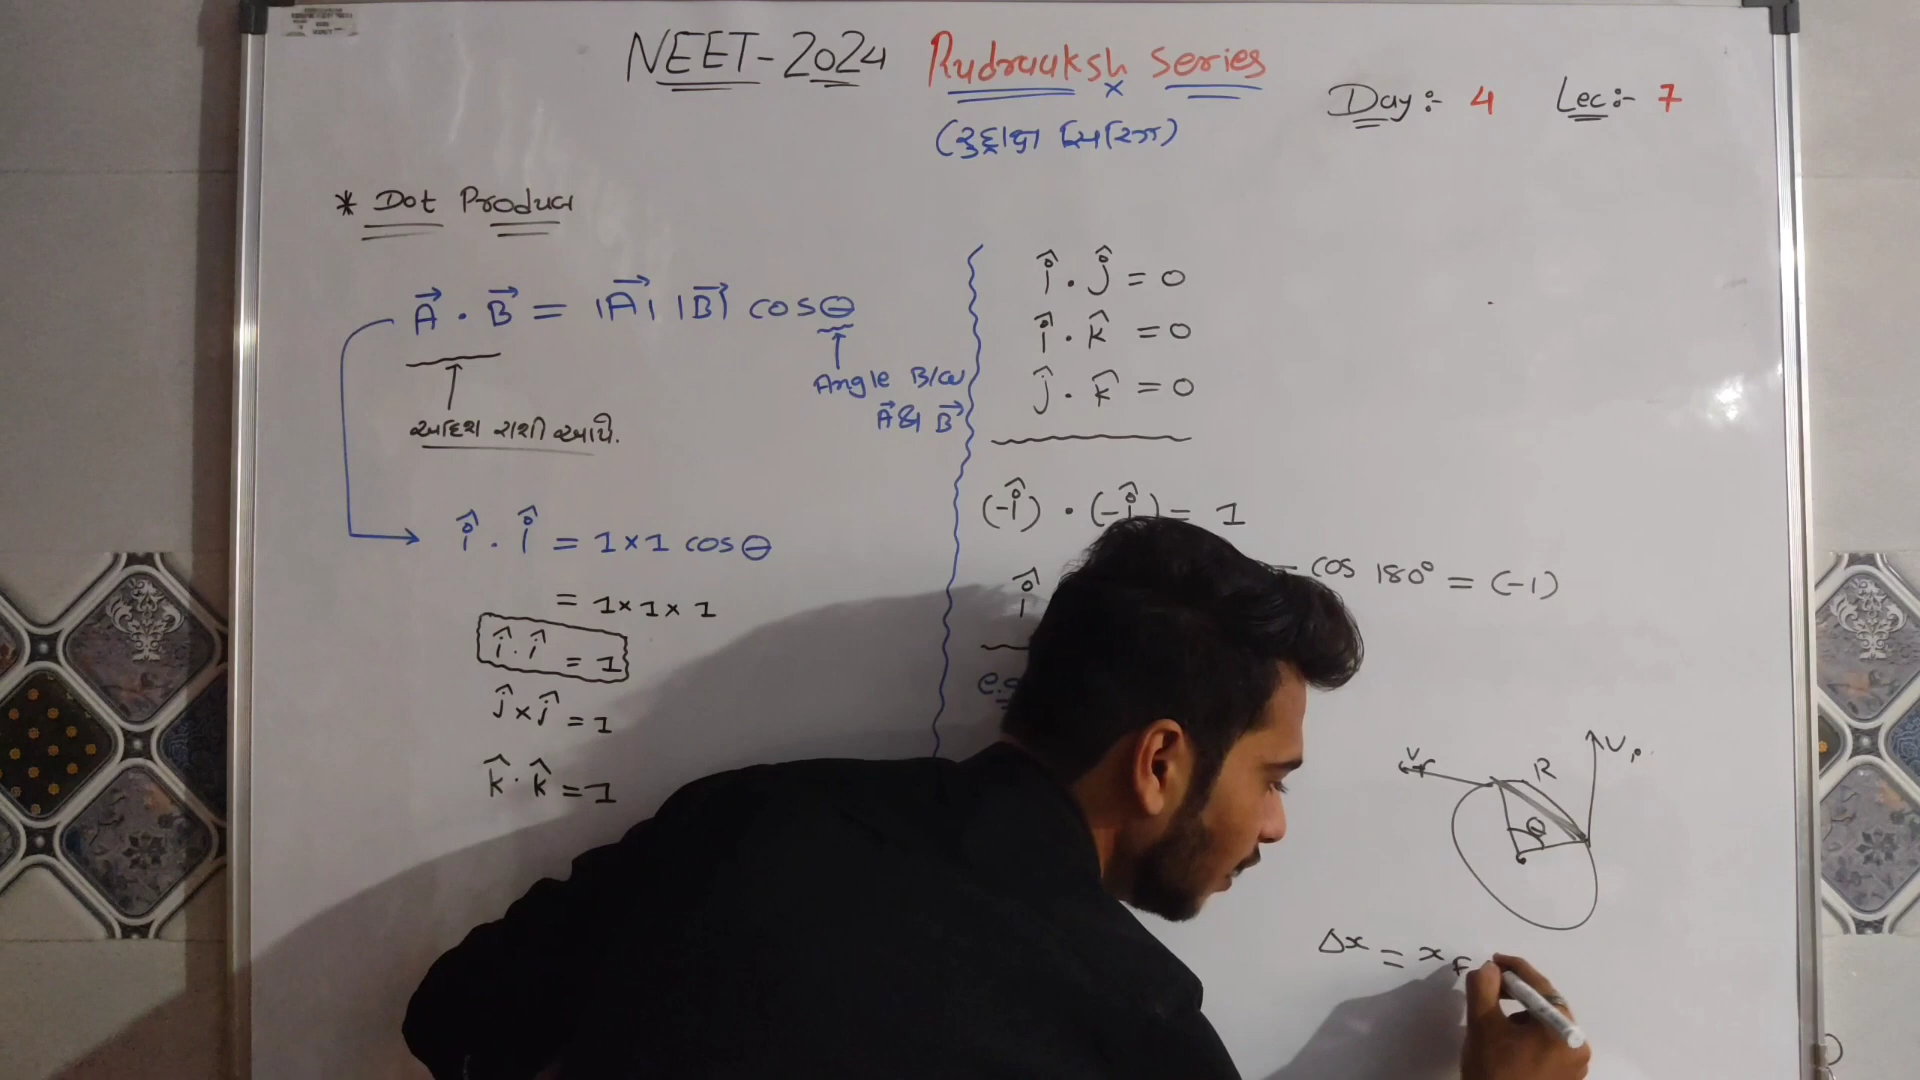 NEET-2024 Rudraaksh Series
Day:- 4 Lec:- 7
(રુદ્રાક્ષ સિરિઝ)
* Dot Product
A⃗ · B⃗ = |A⃗| |B⃗| cosθ
Angle B/w
A⃗ & B⃗
અદિશ રાશી આપે.
î · î = 1×1 cosθ
= 1×1×1
î · î = 1
ĵ × ĵ = 1
k̂ · k̂ = 1
î · ĵ = 0
î · k̂ = 0
ĵ · k̂ = 0
(-î) · (-î) = 1
î
= cos 180° = (-1)
R
θ
Δx = x